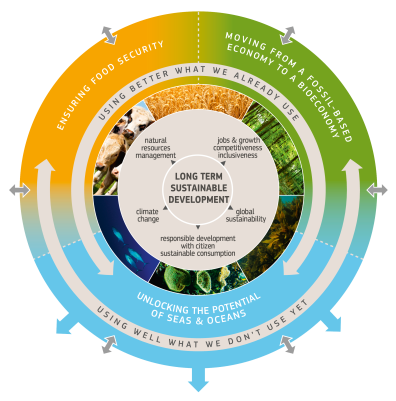 ENSURING FOOD SECURITY
MOVING FROM A FOSSIL-BASED
ECONOMY TO A BIOECONOMY
USING BETTER WHAT WE ALREADY USE
natural
resources
management
jobs & growth
competitiveness
inclusiveness
LONG TERM
SUSTAINABLE
DEVELOPMENT
climate
change
global
sustainability
responsible development
with citizen
sustainable consumption
UNLOCKING THE POTENTIAL
OF SEAS & OCEANS
USING WELL WHAT WE DON'T USE YET